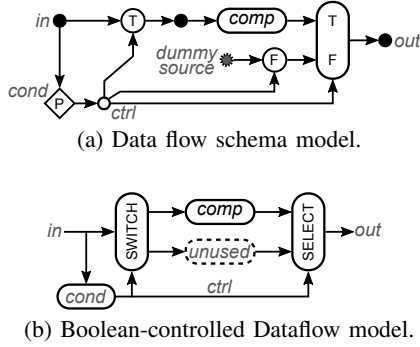 in
T
comp
T
out
dummy
source
F
F
cond
P
ctrl
(a) Data flow schema model.
in
SWITCH
comp
SELECT
out
unused
cond
ctrl
(b) Boolean-controlled Dataflow model.